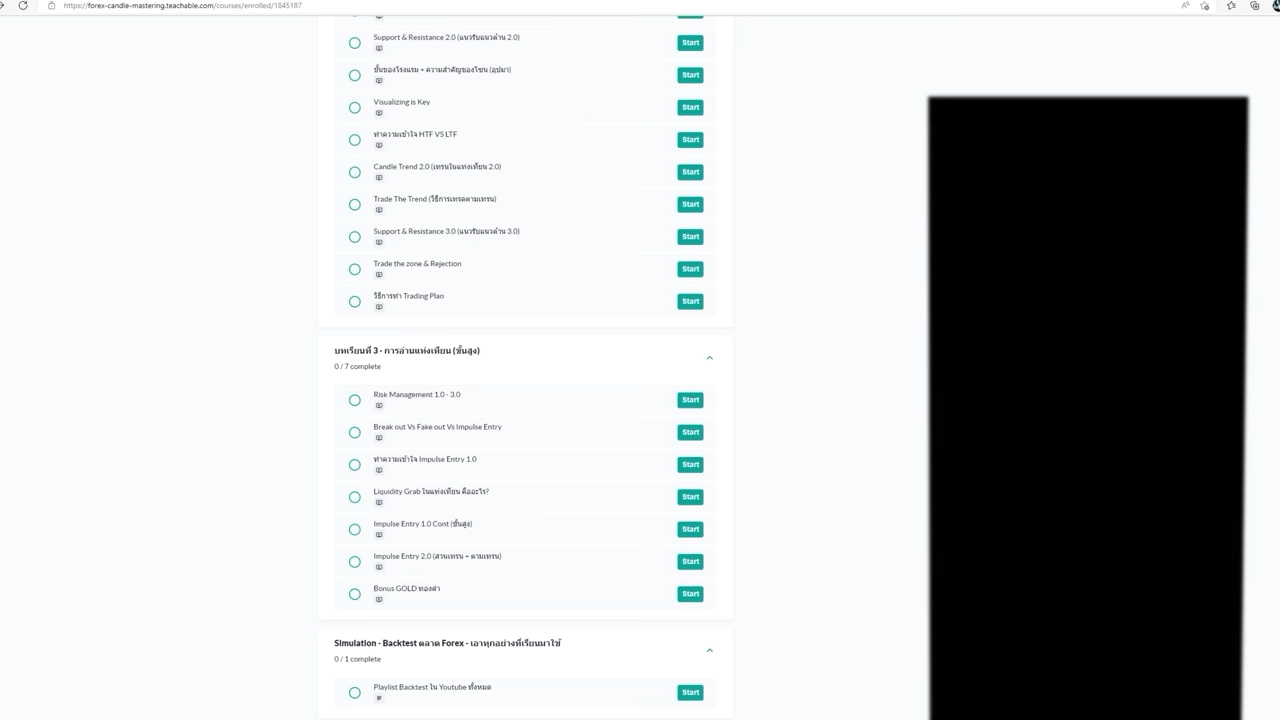 https://forex-candle-mastering.teachable.com/courses/enrolled/1845187
Support & Resistance 2.0 (แนวรับแนวต้าน 2.0)
Start
ชั้นของโรงแรม + ความสำคัญของโซน (อุปมา)
Start
Visualizing is Key
Start
ทำความเข้าใจ HTF VS LTF
Start
Candle Trend 2.0 (เทรนในแท่งเทียน 2.0)
Start
Trade The Trend (วิธีการเทรดตามเทรน)
Start
Support & Resistance 3.0 (แนวรับแนวต้าน 3.0)
Start
Trade the zone & Rejection
Start
วิธีการทำ Trading Plan
Start
บทเรียนที่ 3 - การอ่านแท่งเทียน (ชั้นสูง)
0 / 7 complete
Risk Management 1.0 - 3.0
Start
Break out Vs Fake out Vs Impulse Entry
Start
ทำความเข้าใจ Impulse Entry 1.0
Start
Liquidity Grab ในแท่งเทียน คืออะไร?
Start
Impulse Entry 1.0 Cont (ชั้นสูง)
Start
Impulse Entry 2.0 (สวนเทรน + ตามเทรน)
Start
Bonus GOLD ทองคำ
Start
Simulation - Backtest ตลาด Forex - เอาทุกอย่างที่เรียนมาใช้
0 / 1 complete
Playlist Backtest ใน Youtube ทั้งหมด
Start